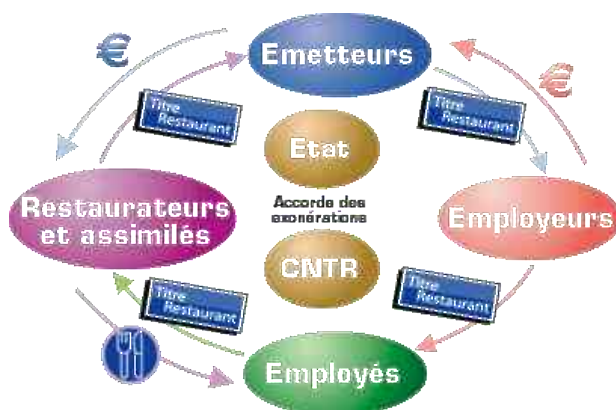 €
Emetteurs
€
Titre
Restaurant
Titre
Restaurant
Etat
Accorde des
exonérations
Restaurateurs
et assimilés
Employeurs
CNTR
Titre
Restaurant
Titre
Restaurant
Employés